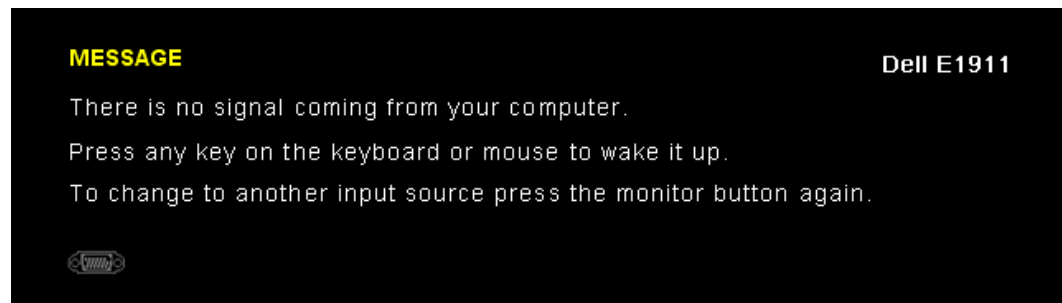 MESSAGE
Dell E1911
There is no signal coming from your computer.
Press any key on the keyboard or mouse to wake it up.
To change to another input source press the monitor button again.